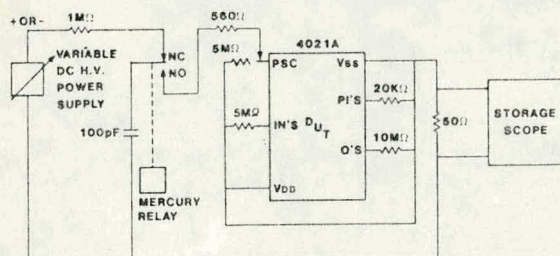 +OR-
1MΩ
560Ω
VARIABLE
DC H.V.
POWER
SUPPLY
NC
NO
5MΩ
4021A
PSC
Vss
PI'S
20KΩ
100pF
5MΩ
IN'S
DUT
O'S
10MΩ
50Ω
STORAGE
SCOPE
VDD
MERCURY
RELAY